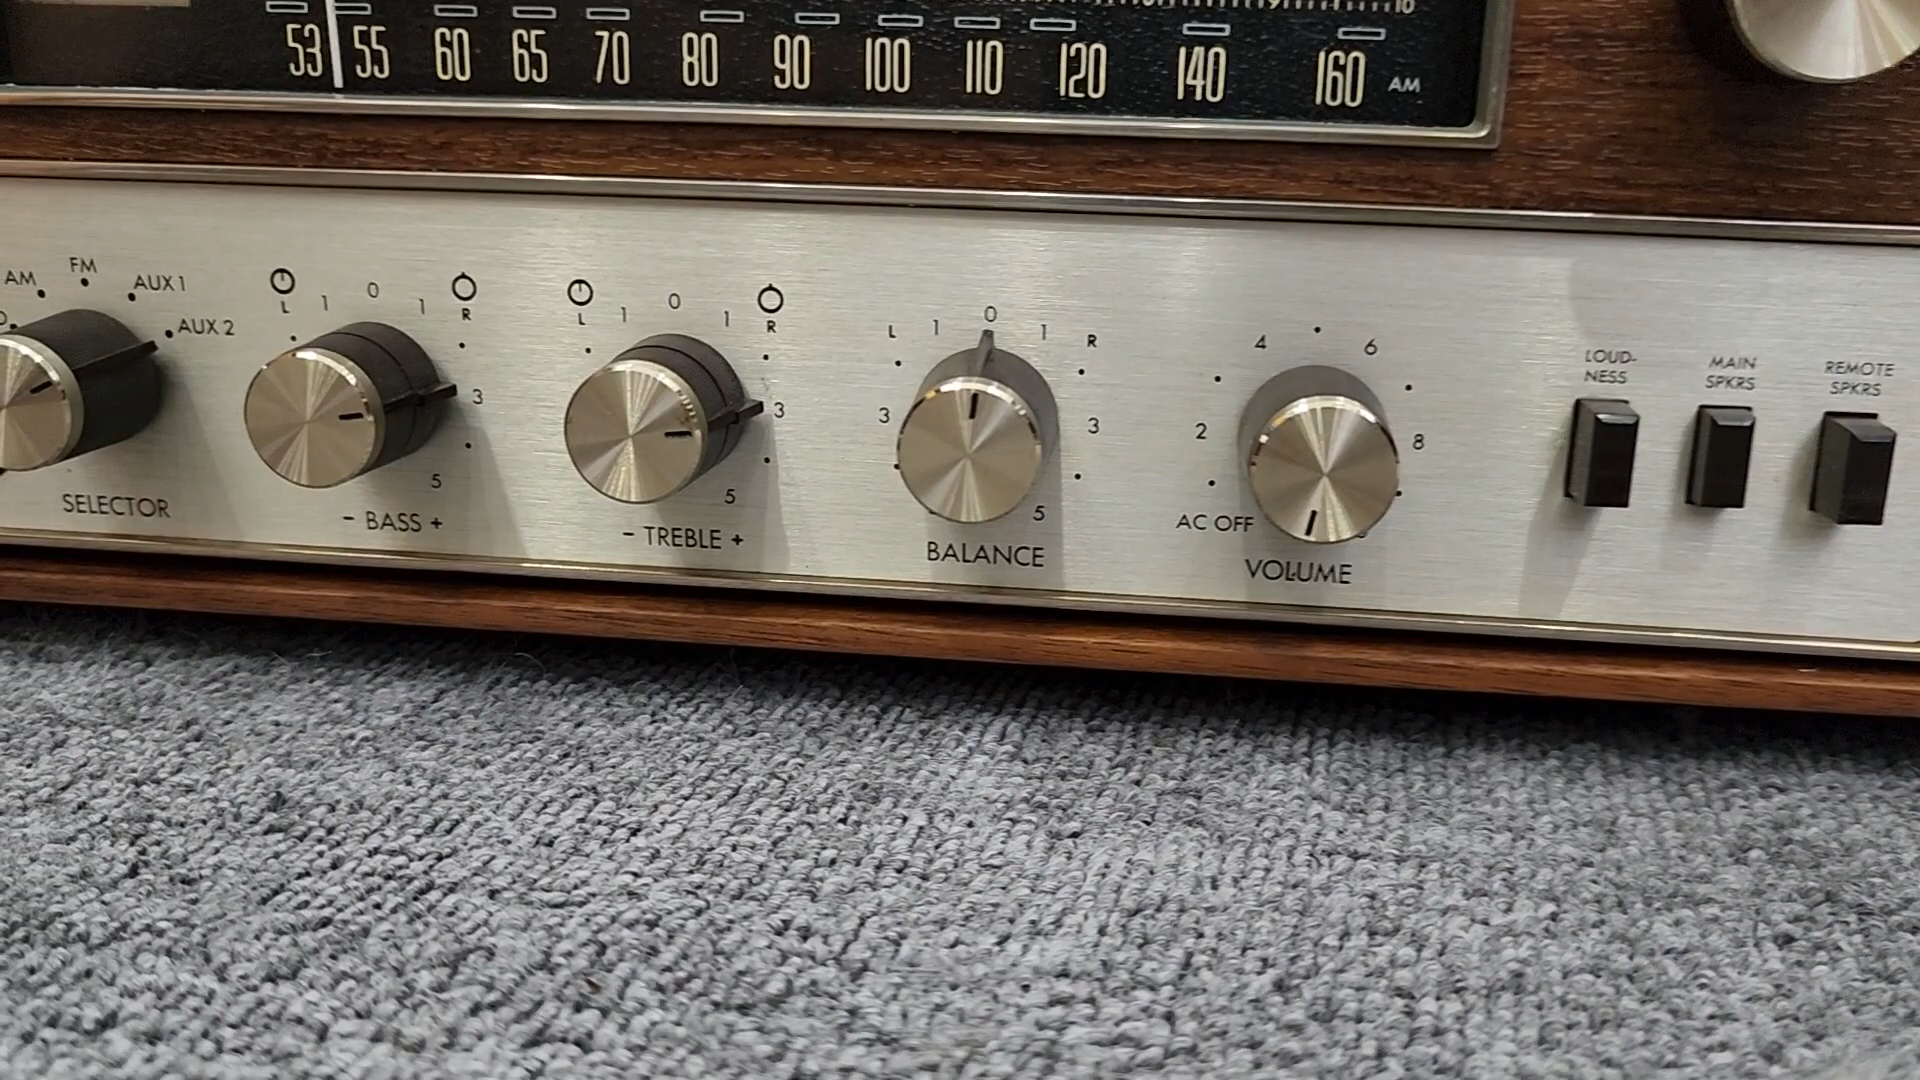 10
53 55 60 65 70 80 90 100 110 120 140 160 AM
AM FM AUX 1 AUX 2
SELECTOR
L 1 0 1 R
3
5
- BASS +
L 1 0 1 R
3
5
- TREBLE +
L 1 0 1 R
3 3
5
BALANCE
4 6
2 8
AC OFF
VOLUME
LOUD-
NESS
MAIN
SPKRS
REMOTE
SPKRS